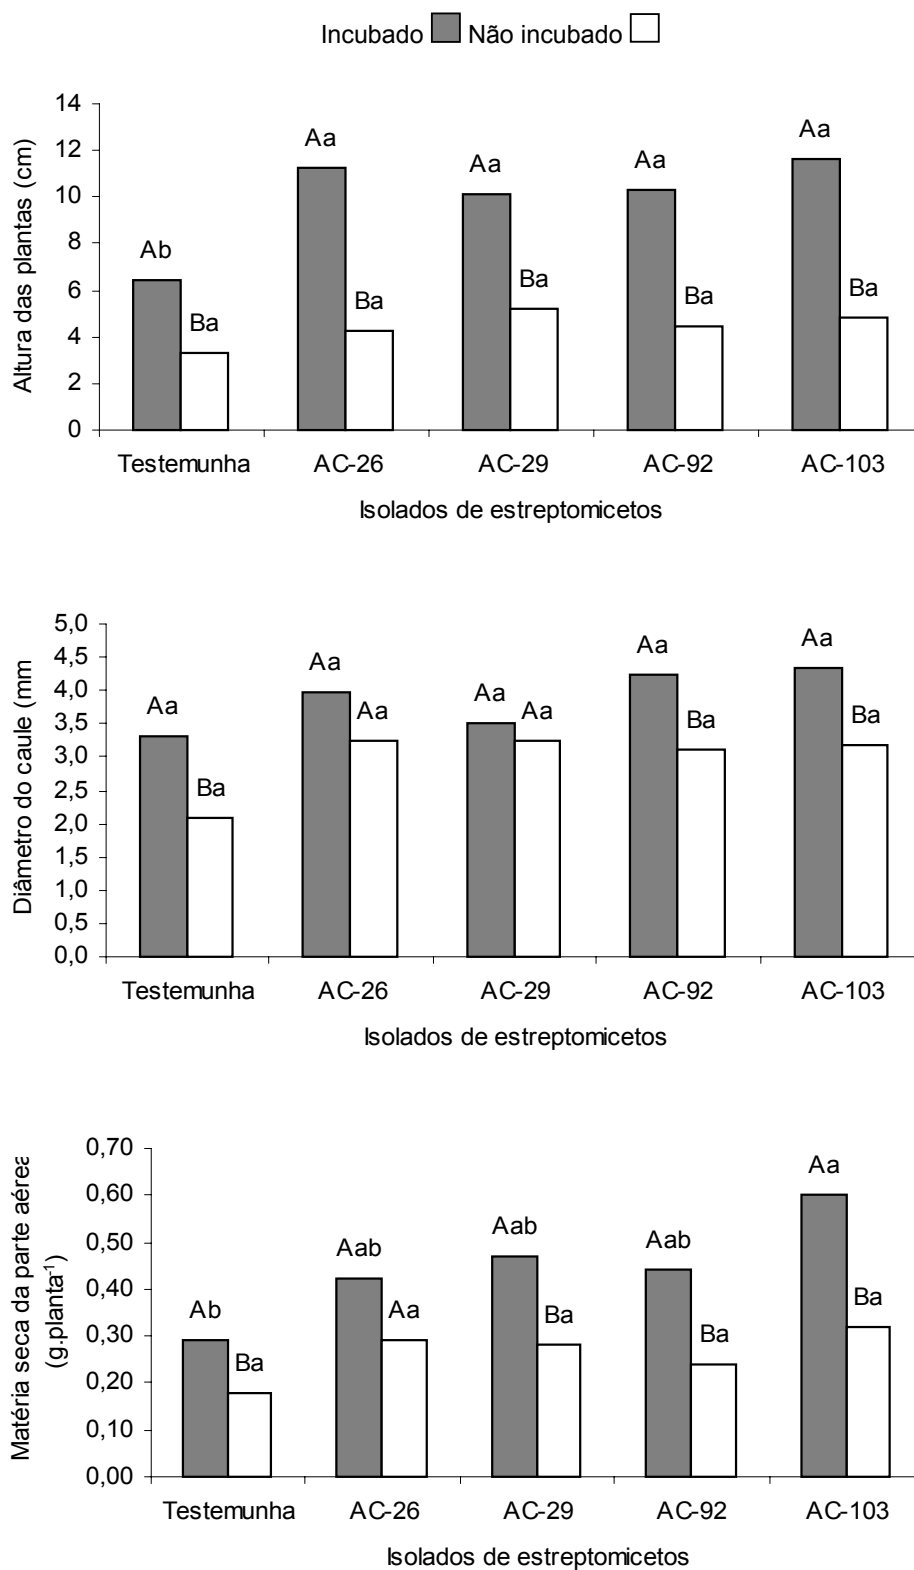 Incubado Não incubado
Altura das plantas (cm)
14
12
10
8
6
4
2
0
Aa
Aa
Aa
Aa
Ab
Ba
Ba
Ba
Ba
Ba
Testemunha AC-26 AC-29 AC-92 AC-103
Isolados de estreptomicetos
Diâmetro do caule (mm
5,0
4,5
4,0
3,5
3,0
2,5
2,0
1,5
1,0
0,5
0,0
Aa
Ba
Aa
Aa
Aa
Aa
Aa
Ba
Aa
Ba
Testemunha AC-26 AC-29 AC-92 AC-103
Isolados de estreptomicetos
Matéria seca da parte aérea
(g.planta⁻¹)
0,70
0,60
0,50
0,40
0,30
0,20
0,10
0,00
Ab
Ba
Aab
Aa
Aab
Ba
Aab
Ba
Aa
Ba
Testemunha AC-26 AC-29 AC-92 AC-103
Isolados de estreptomicetos